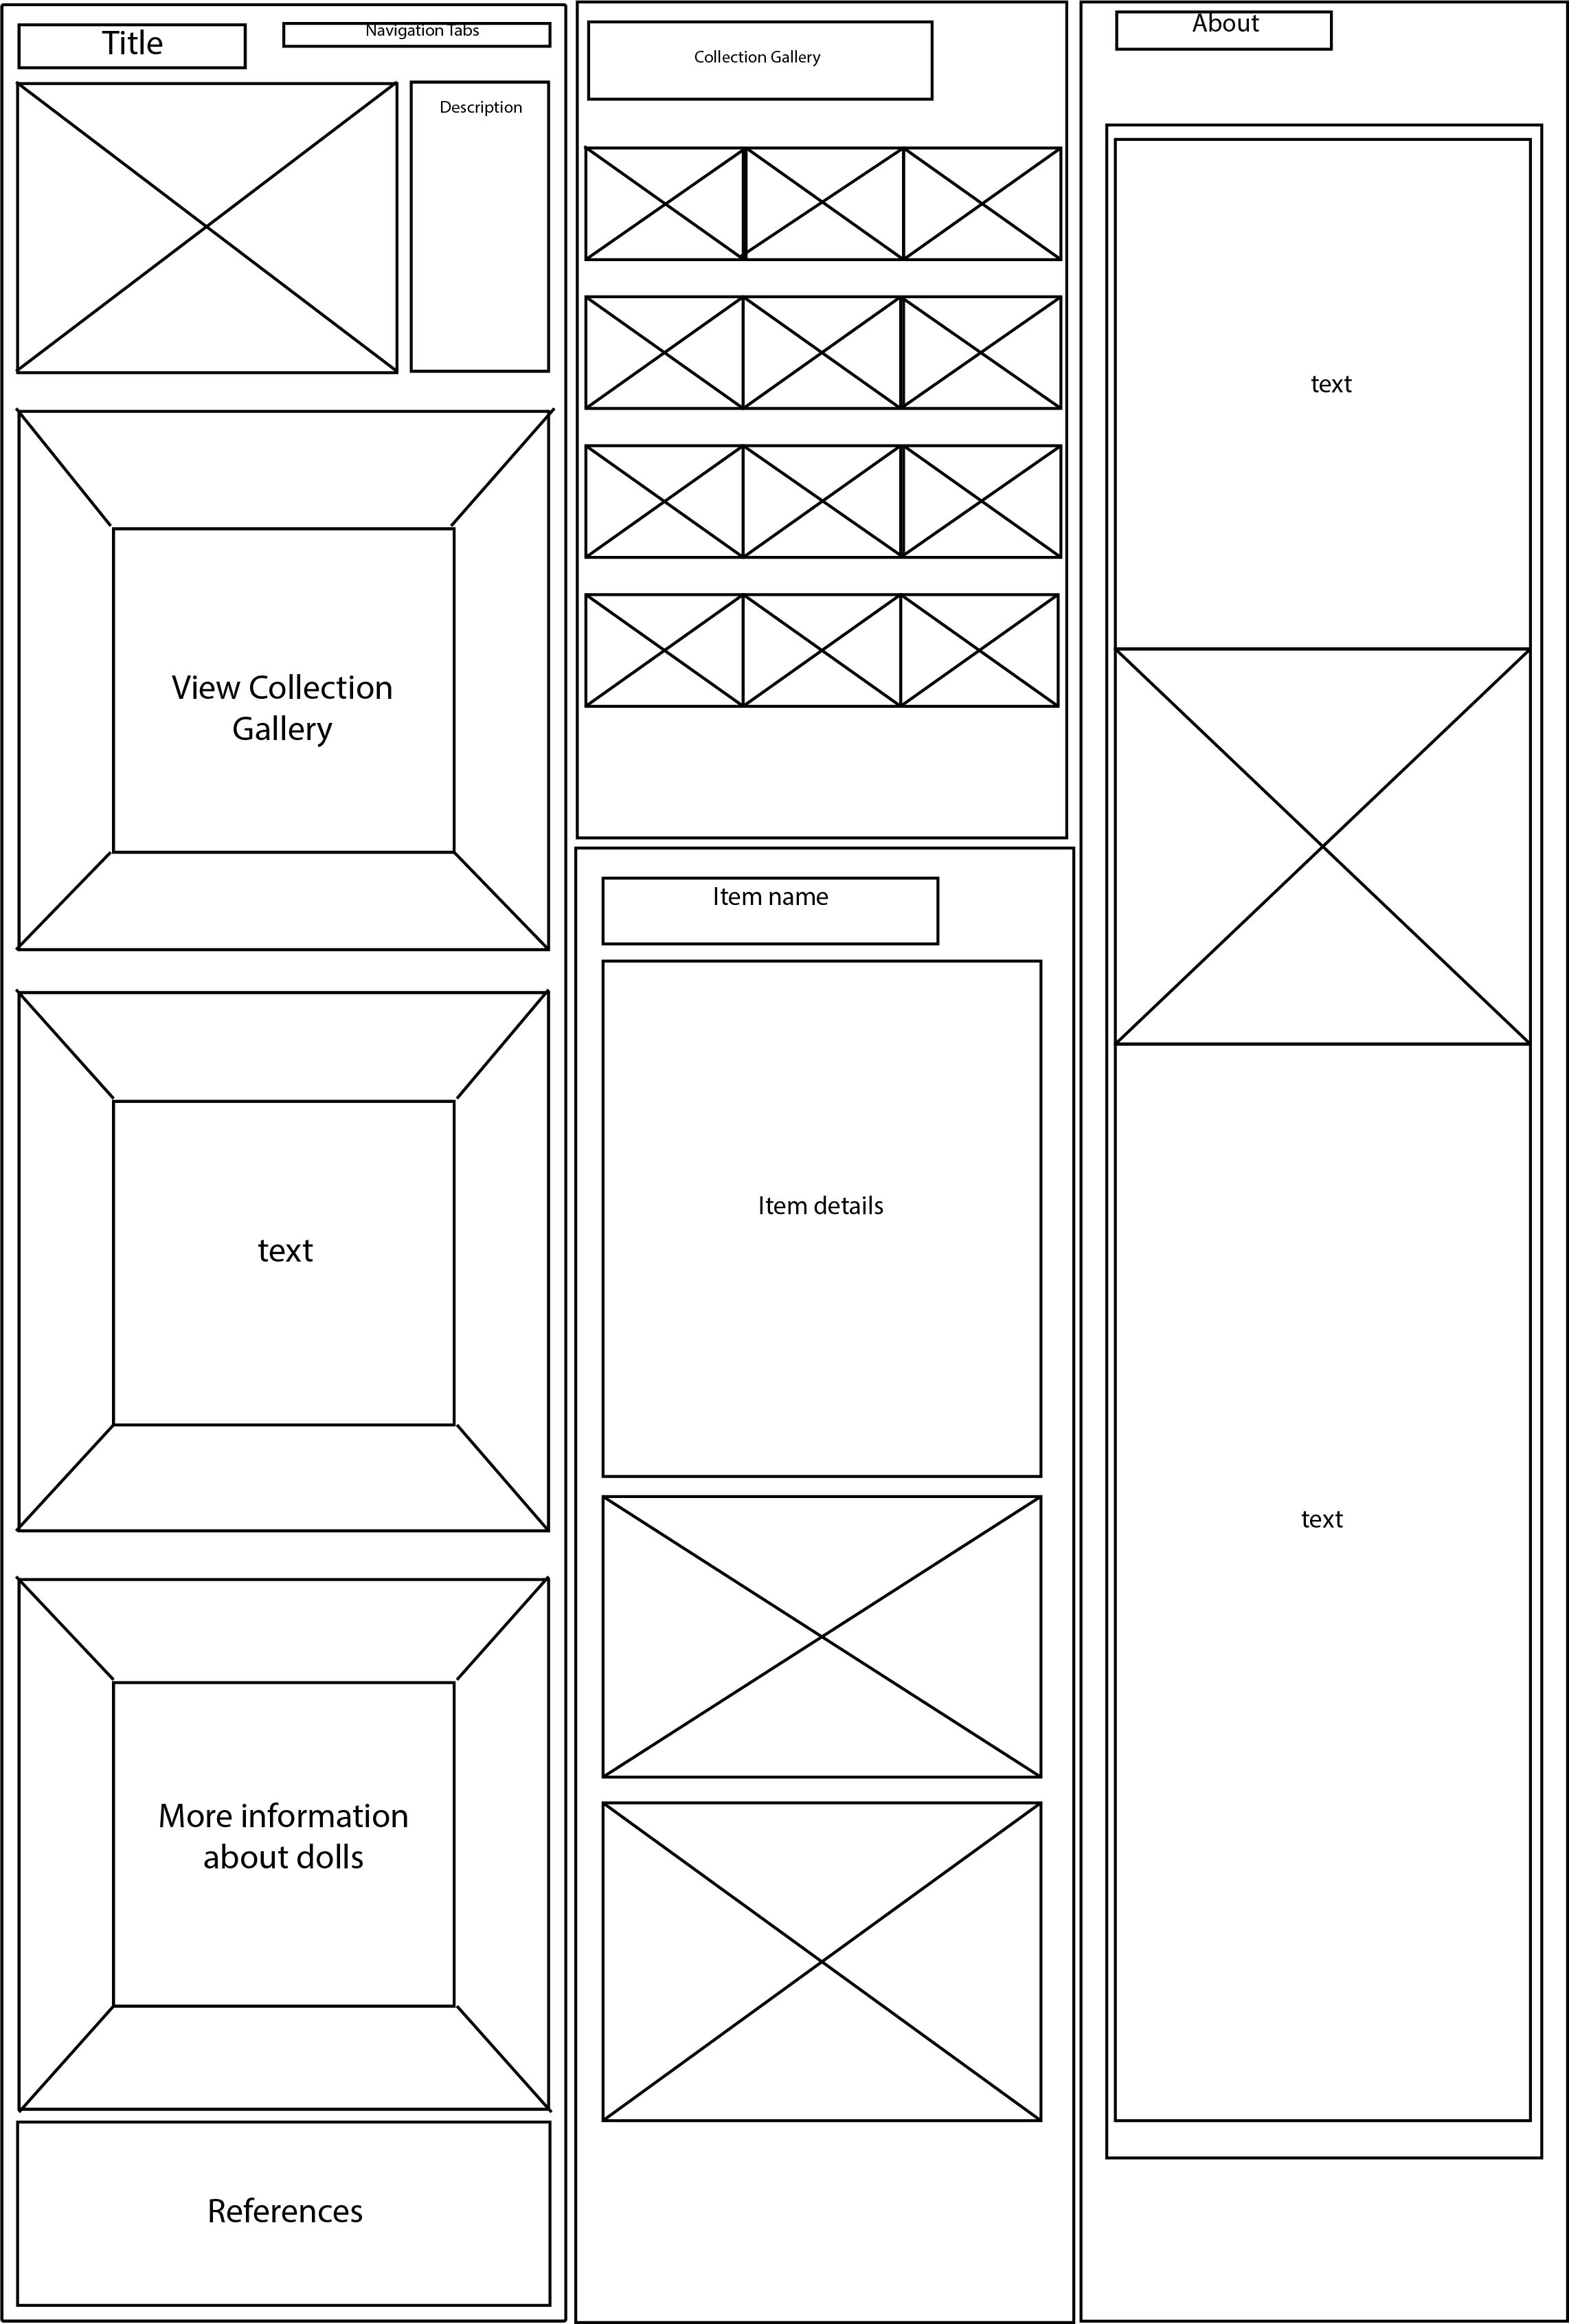 Title
Navigation Tabs
Description
View Collection
Gallery
text
More information
about dolls
References
Collection Gallery
Item name
Item details
About
text
text